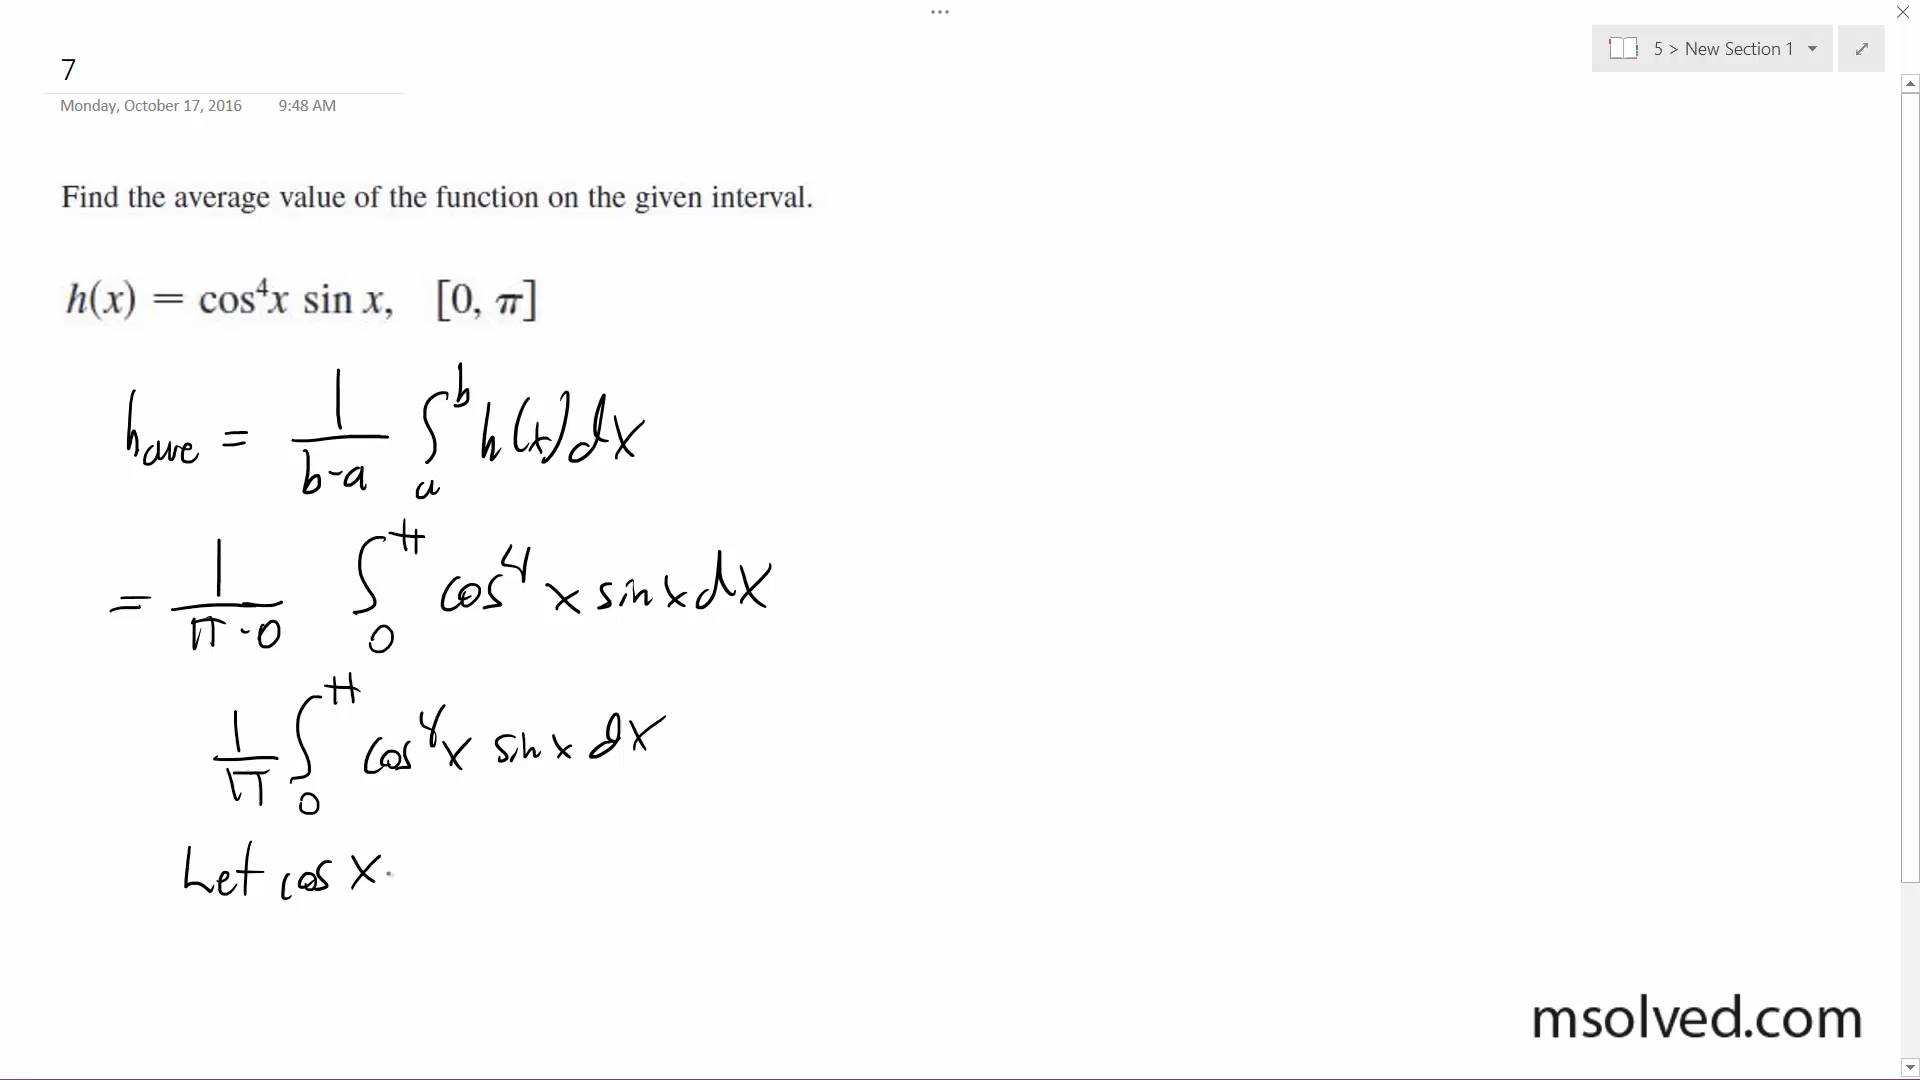 5 > New Section 1
7
Monday, October 17, 2016 9:48 AM
Find the average value of the function on the given interval.
h(x) = cos⁴x sin x, [0, π]
h_ave = 1/(b-a) ∫_a^b h(x)dx
= 1/(π-0) ∫_0^π cos⁴ x sin x dx
1/π ∫_0^π cos⁴x sin x dx
Let cos x
msolved.com